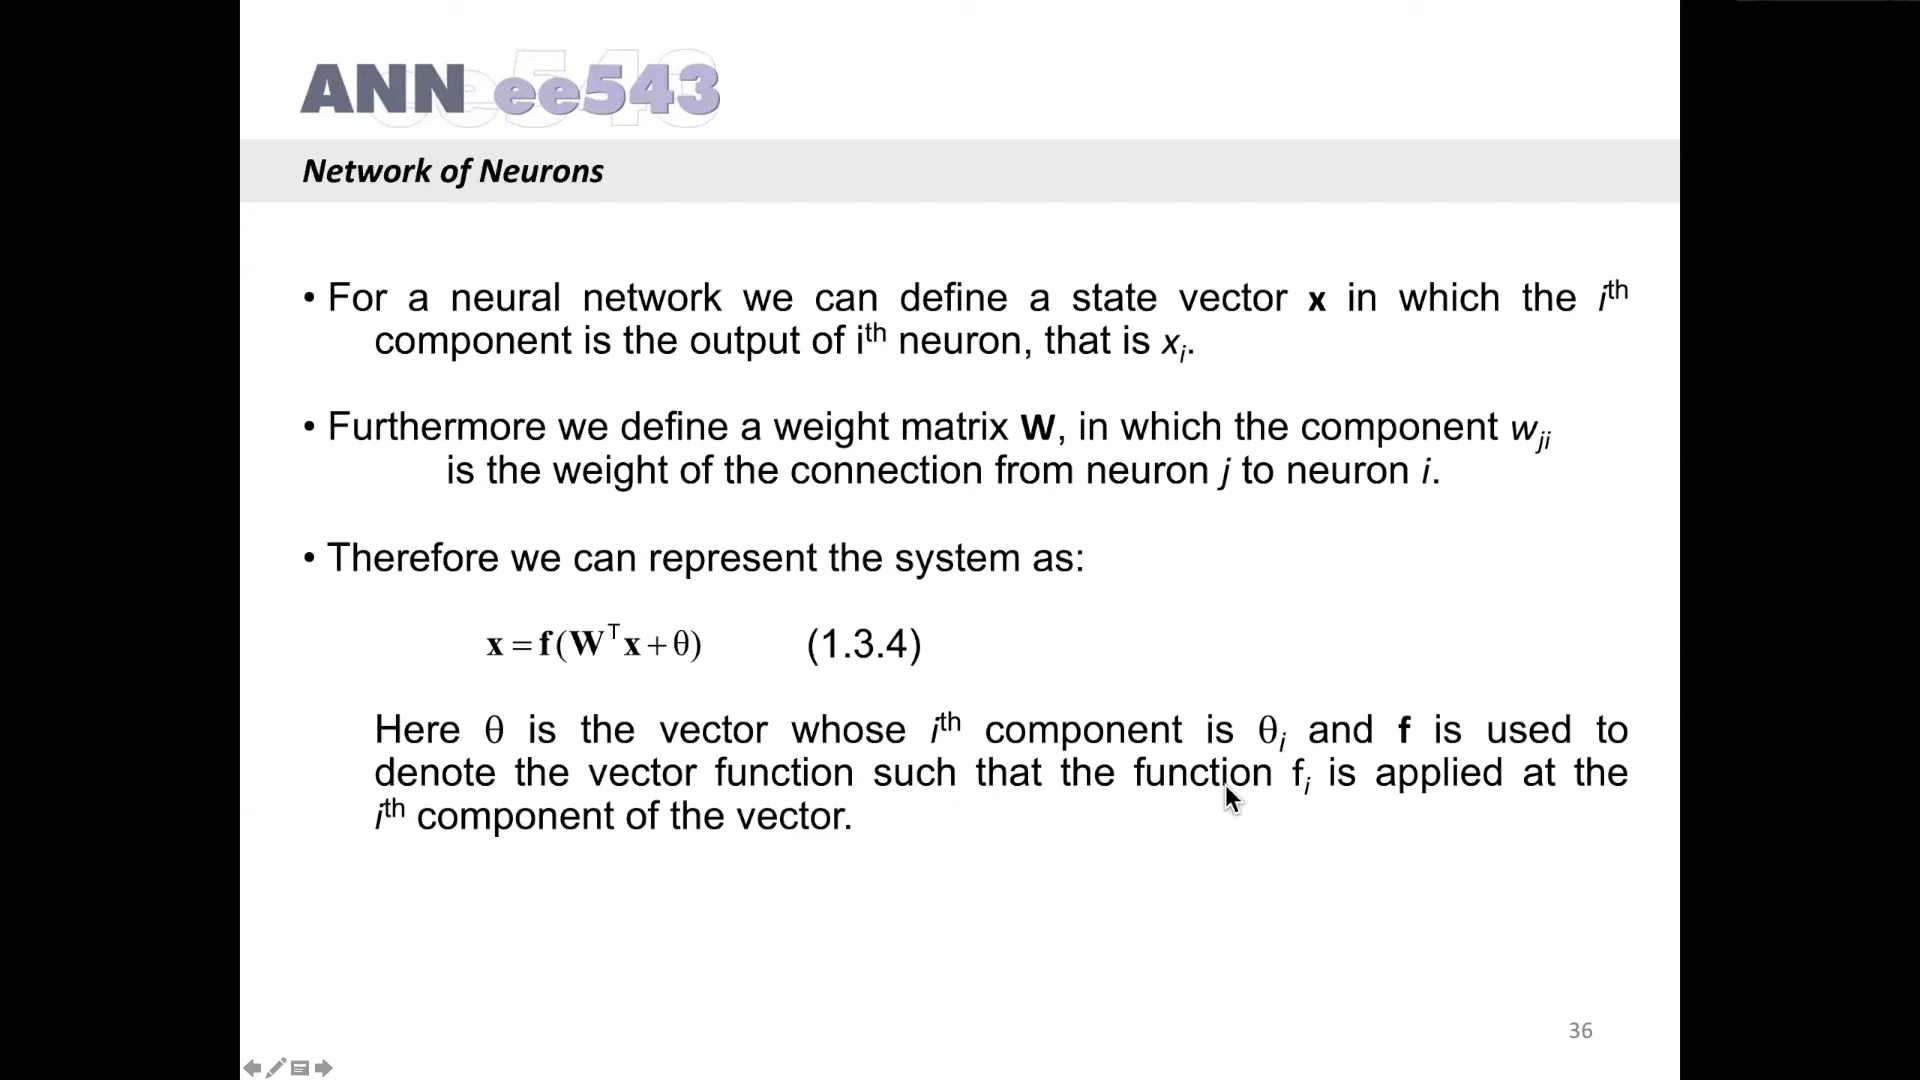 ANN ee543
Network of Neurons
• For a neural network we can define a state vector x in which the iᵗʰ
component is the output of iᵗʰ neuron, that is xᵢ.
• Furthermore we define a weight matrix W, in which the component wⱼᵢ
is the weight of the connection from neuron j to neuron i.
• Therefore we can represent the system as:
x = f(Wᵀx + θ) (1.3.4)
Here θ is the vector whose iᵗʰ component is θᵢ and f is used to
denote the vector function such that the function fᵢ is applied at the
iᵗʰ component of the vector.
36